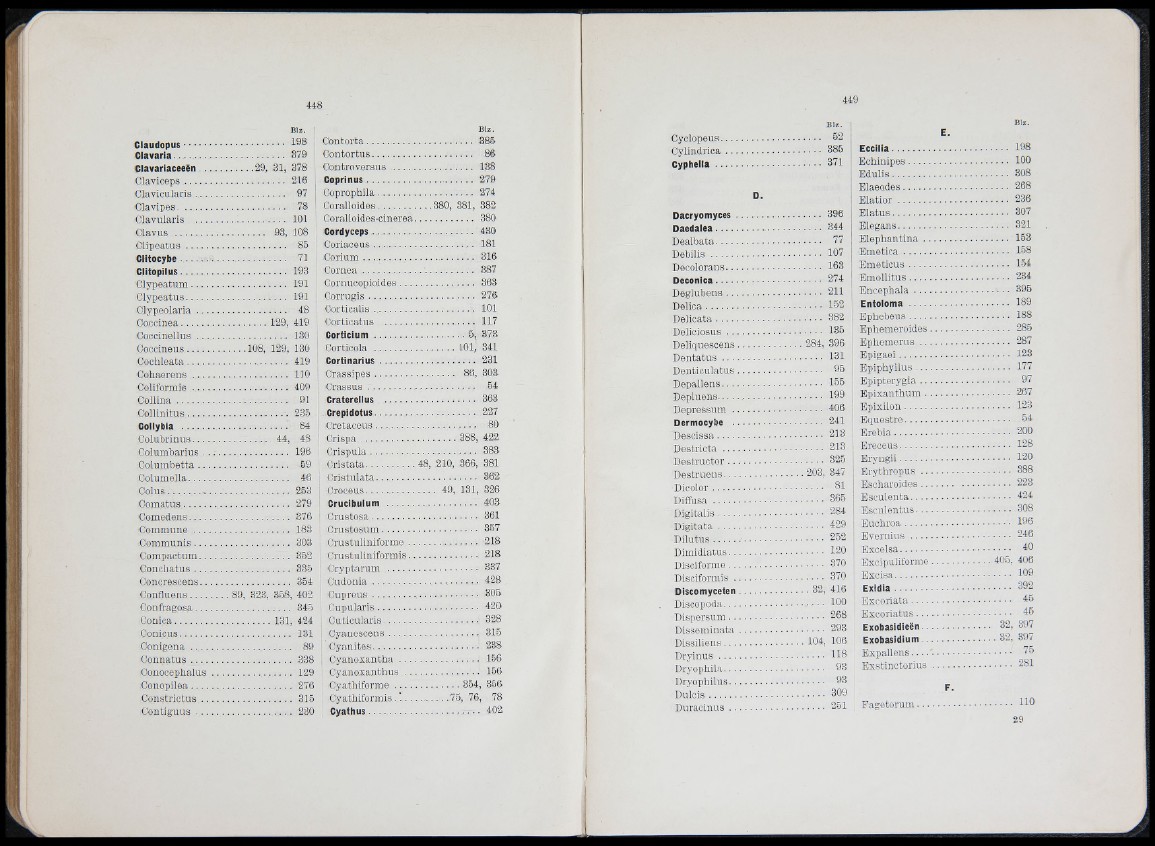 448
Blz.
Claudopus 198
Clavaria 379
Clavariaceeën 29, 31, 378
Claviceps 216
Clavicularis 97
Clavipes 78
Clavularis 101
Clavus 93, 108
Clipeatus 85
Clitocybe 71
Clitopilus 193
Clypeatum 191
Clypeatus 191
Clypeolaria 48
Coccinea 129, 419
Coccinellus 130
Coccineus 108, 129, 130
Cochleata 419
Cohaerens 110
Coliformis 409
Collina 91
Collinitus 235
Collybia 84
Colubrinus 44, 48
Columbarius 196
Columbetta 59
Columella 46
Colus 253
Comatus 279
Comedens 376
Commune 183
Communis 303
Compactum 352
Conchatus 335
Concrescens 354
Confluens 89, 323, 358, 402
Confragosa 345
Conica 131, 424
Conicus 131
Conigena 89
Connatus 338
Conocephalus 129
Conopilea 276
Constrictus 315
Contiguus 220
Blz.
Contorta 385
Contortus 86
Controversus 138
Coprinus 279
Coprophila 274
Coralloides 380, 381, 382
Coralloides-cinerea 380
Cordyceps 430
Coriaceus 181
Corium 316
Cornea 387
Cornucopioides 363
Corrugis 276
Corticalis 101
Corticatus 117
Corticium 5, 373
Corticola 101, 341
Cortinarius 231
Crassipes 86, 303
Crassus 54
Craterellus 363
Crepidotus 227
Cretaceus 80
Crispa 388, 422
Crispula 383
Cristata 48, 210, 366, 381
Cristulata 362
Croceus 49, 131, 326
Crucibulum 403
Crustosa 361
Crustosum 357
Crustuliniforme 218
Crustuliniformis 218
Cryptarum 337
Cudonia 428
Cupreus 305
Cupularis 420
Cuticularis 328
Cyanescens 315
Cyanites 238
Cyanoxantha 156
Cyanoxanthus 156
Cyathiforme 354, 356
Cyathiformis 75, 76, 78
Cyathus 402
449
Blz.
Cyclopeus 52
Cylindrica 385
Cyphella 371
D.
Dacryomyces 396
Daedalea 344
Dealbata 77
Debilis 107
Decolorans 163
Deconica 274
Deglubens 211
Delica 152
Delicata 382
Deliciosus 135
Deliquescens 284, 396
Dentatus 131
Denticulatus 95
Depallens 155
Depluens 199
Depressum 406
Dermocybe 241
Descissa 213
Destricta 213
Destructor 325
Destruens 203, 347
Dicolor 81
Diffusa 365
Digitalis 284
Digitata 429
Dilutus 252
Dimidiatus 120
Disciforme 370
Disciformis 370
Discomyceten 32, 416
Discopoda 100
Dispersum 268
Disseminata 293
Dissiliens 104, 106
Dryinus 118
Dryophila 93
Dryophilus 93
Dulcis 309
Duracinus 251
Blz.
E.
Eccilia 198
Echinipes 100
Edulis 308
Elaeodes 268
Elatior 236
Elatus 307
Elegans 321
Elephantina 153
Emetica 158
Emeticus 154
Emollitus 234
Encephala 395
Entoloma 189
Ephebeus 188
Ephemeroides 285
Ephemerus 287
Epigaei 123
Epiphyllus 177
Epipterygia 97
Epixanthum 267
Epixilon 123
Equestre 54
Erebia 200
Ereceus 128
Eryngii 120
Erythropus 388
Escharoides 223
Esculenta 424
Esculentus 308
Euchroa 196
Evernius 246
Excelsa 40
Excipuliforme 405, 406
Excisa 109
Exidia 392
Excoriata 45
Excoriatus 45
Exobasidieën 32, 397
Exobasidium 32, 397
Expallens 75
Exstinctorius 281
F.
Fagetorum 110
29